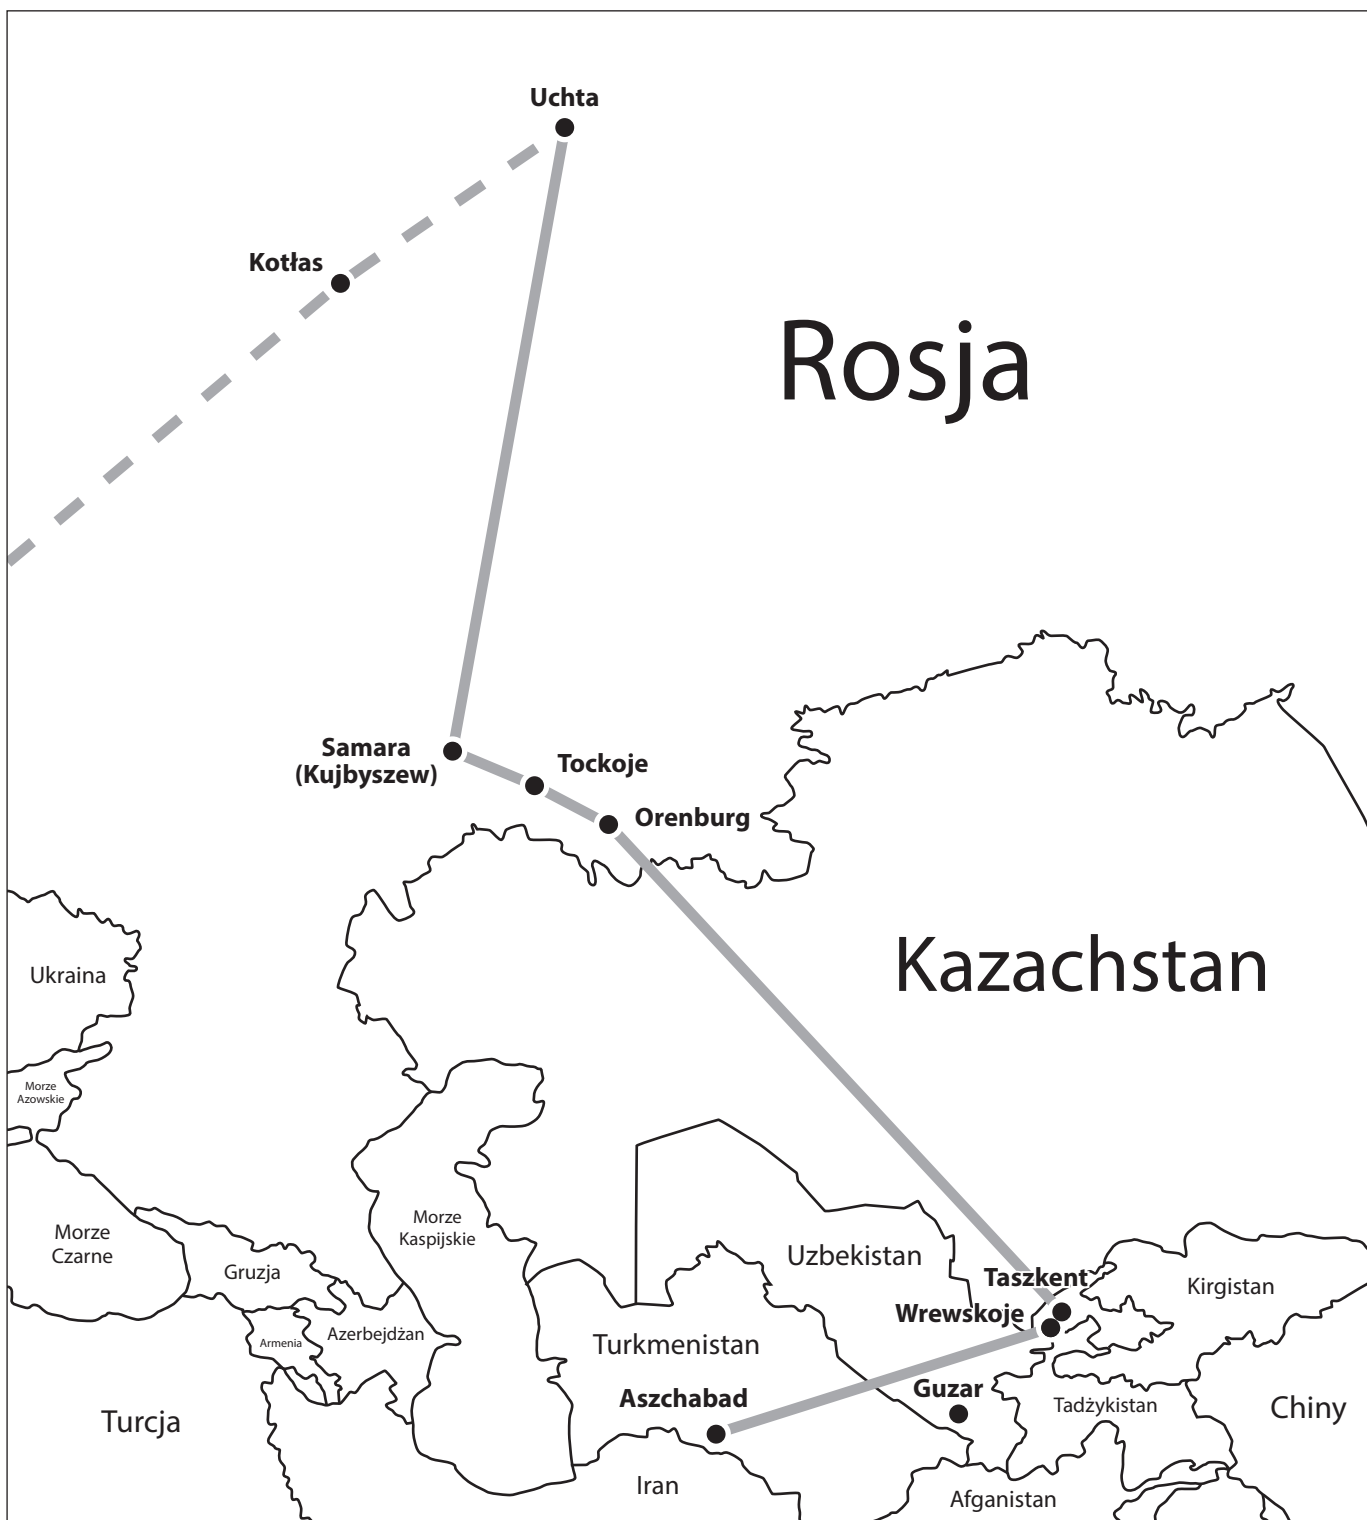 Uchta
Kotłas
Rosja
Samara
(Kujbyszew)
Tockoje
Orenburg
Kazachstan
Ukraina
Morze
Azowskie
Morze
Czarne
Morze
Kaspijskie
Gruzja
Uzbekistan
Taszkent
Kirgistan
Wrewskoje
Armenia
Azerbejdżan
Turkmenistan
Aszchabad
Guzar
Tadżykistan
Chiny
Turcja
Iran
Afganistan